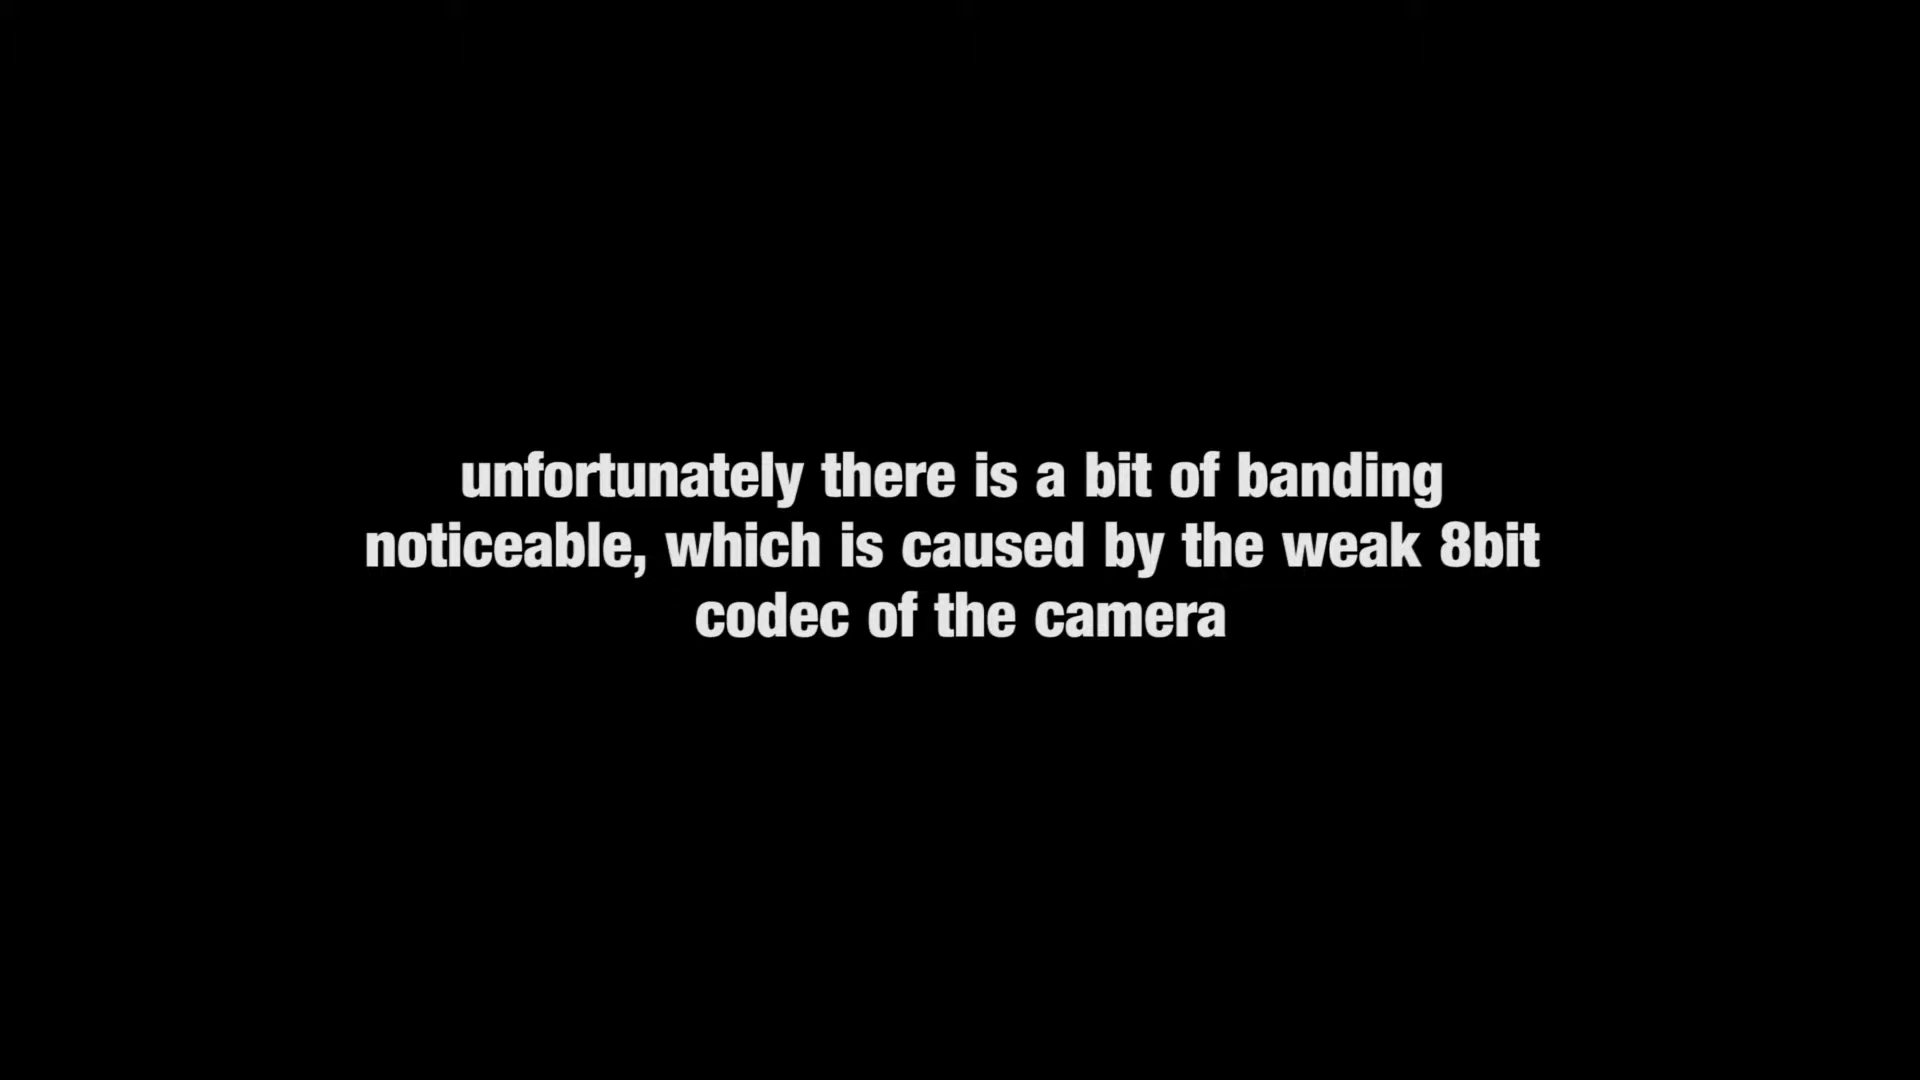 unfortunately there is a bit of banding
noticeable, which is caused by the weak 8bit
codec of the camera